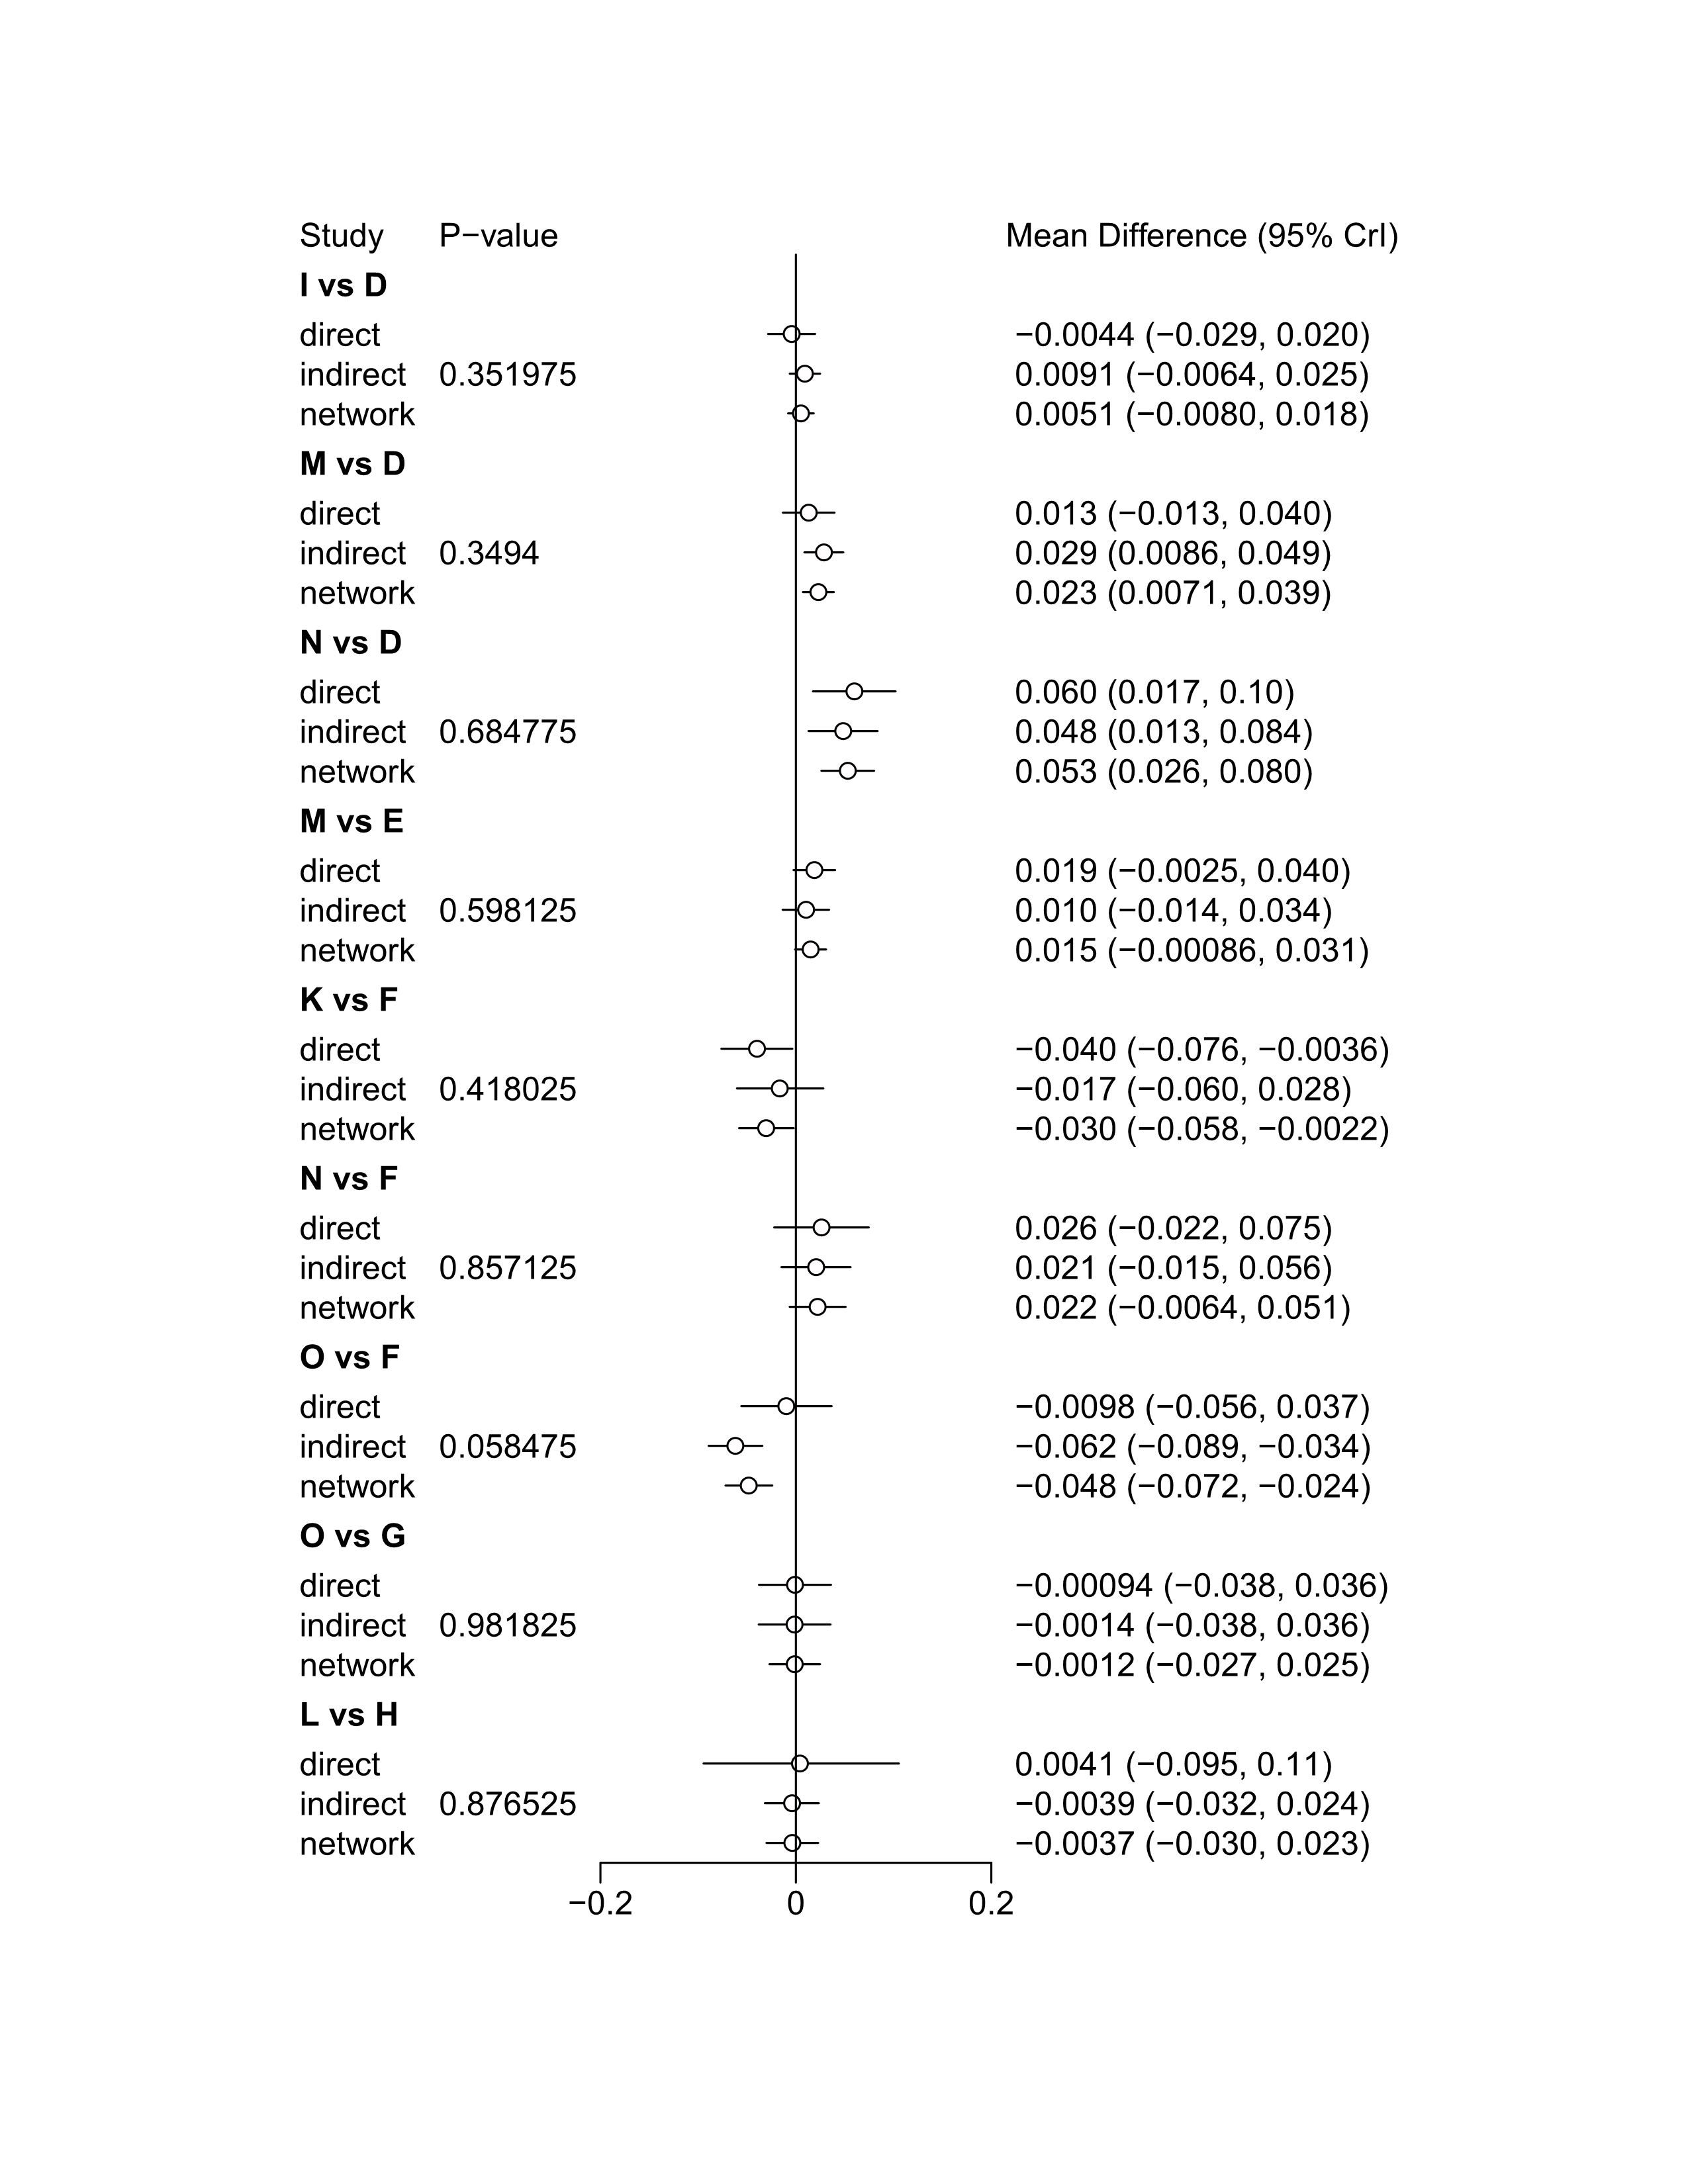 Study P−value Mean Difference (95% CrI)
I vs D
direct −0.0044 (−0.029, 0.020)
indirect 0.351975 0.0091 (−0.0064, 0.025)
network 0.0051 (−0.0080, 0.018)
M vs D
direct 0.013 (−0.013, 0.040)
indirect 0.3494 0.029 (0.0086, 0.049)
network 0.023 (0.0071, 0.039)
N vs D
direct 0.060 (0.017, 0.10)
indirect 0.684775 0.048 (0.013, 0.084)
network 0.053 (0.026, 0.080)
M vs E
direct 0.019 (−0.0025, 0.040)
indirect 0.598125 0.010 (−0.014, 0.034)
network 0.015 (−0.00086, 0.031)
K vs F
direct −0.040 (−0.076, −0.0036)
indirect 0.418025 −0.017 (−0.060, 0.028)
network −0.030 (−0.058, −0.0022)
N vs F
direct 0.026 (−0.022, 0.075)
indirect 0.857125 0.021 (−0.015, 0.056)
network 0.022 (−0.0064, 0.051)
O vs F
direct −0.0098 (−0.056, 0.037)
indirect 0.058475 −0.062 (−0.089, −0.034)
network −0.048 (−0.072, −0.024)
O vs G
direct −0.00094 (−0.038, 0.036)
indirect 0.981825 −0.0014 (−0.038, 0.036)
network −0.0012 (−0.027, 0.025)
L vs H
direct 0.0041 (−0.095, 0.11)
indirect 0.876525 −0.0039 (−0.032, 0.024)
network −0.0037 (−0.030, 0.023)
−0.2 0 0.2